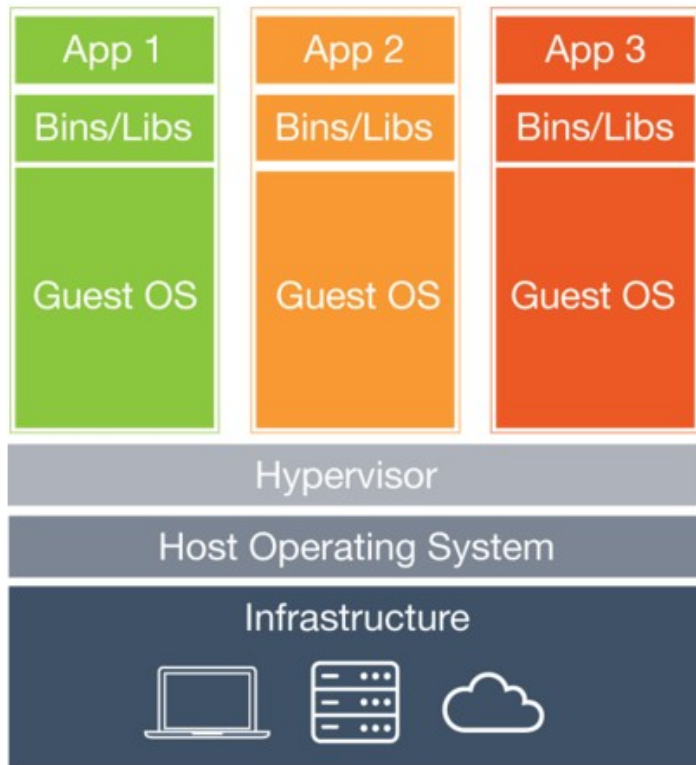 App 1
App 2
App 3
Bins/Libs
Bins/Libs
Bins/Libs
Guest OS
Guest OS
Guest OS
Hypervisor
Host Operating System
Infrastructure